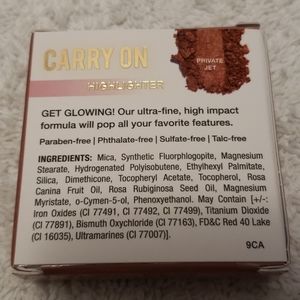 CARRY ON
HIGHLIGHTER
PRIVATE
JET
GET GLOWING! Our ultra-fine, high impact
formula will pop all your favorite features.
Paraben-free | Phthalate-free | Sulfate-free | Talc-free
INGREDIENTS: Mica, Synthetic Fluorphlogopite, Magnesium
Stearate, Hydrogenated Polyisobutene, Ethylhexyl Palmitate,
Silica, Dimethicone, Tocopheryl Acetate, Tocopherol, Rosa
Canina Fruit Oil, Rosa Rubiginosa Seed Oil, Magnesium
Myristate, o-Cymen-5-ol, Phenoxyethanol. May Contain [+/-:
Iron Oxides (CI 77491, CI 77492, CI 77499), Titanium Dioxide
(CI 77891), Bismuth Oxychloride (CI 77163), FD&C Red 40 Lake
(CI 16035), Ultramarines (CI 77007)].
9CA